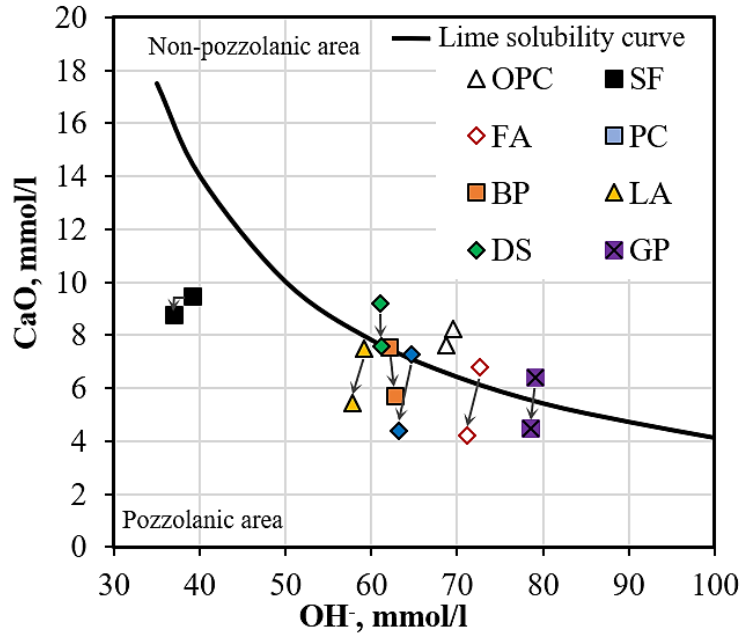 20
Non-pozzolanic area
Lime solubility curve
18
OPC SF
16
FA PC
14
BP LA
12
DS GP
10
8
6
4
2
Pozzolanic area
0
30 40 50 60 70 80 90 100
CaO, mmol/l
OH-, mmol/l